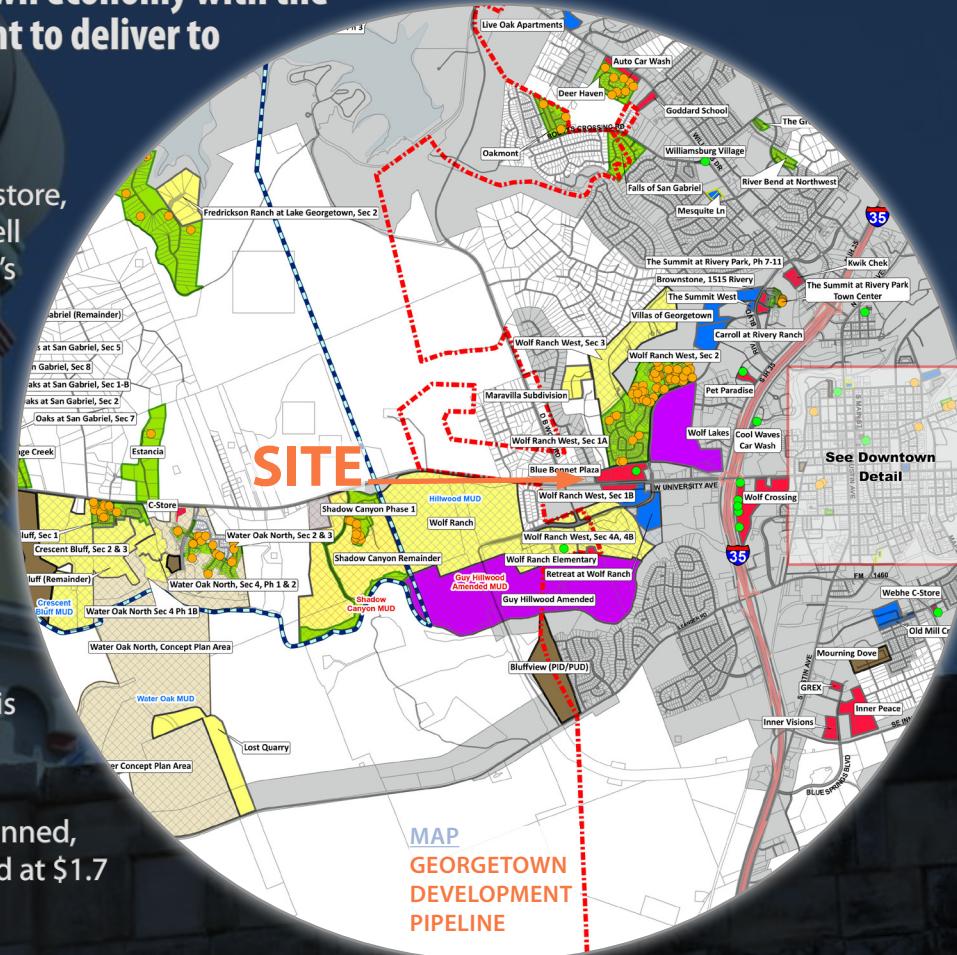 wn economy with the
nt to deliver to
store,
ell
's
is
nned,
d at $1.7
Live Oak Apartments
Auto Car Wash
Deer Haven
Goddard School
Oakmont
Williamsburg Village
River Bend at Northwest
Falls of San Gabriel
Mesquite Ln
Fredrickson Ranch at Lake Georgetown, Sec 2
35
The Summit at Rivery Park, Ph 7-11
Kwik Chek
Brownstone, 1515 Rivery
The Summit at Rivery Park
Town Center
The Summit West
Villas of Georgetown
Carroll at Rivery Ranch
abriel (Remainder)
s at San Gabriel, Sec 5
n Gabriel, Sec 8
aks at San Gabriel, Sec 1-B
aks at San Gabriel, Sec 2
Oaks at San Gabriel, Sec 7
ge Creek
Estancia
Wolf Ranch West, Sec 3
Wolf Ranch West, Sec 2
Pet Paradise
Maravilla Subdivision
Wolf Lakes
Cool Waves
Car Wash
Wolf Ranch West, Sec 1A
See Downtown
Detail
SITE
Blue Bonnet Plaza
W UNIVERSITY AVE
Wolf Crossing
Hillwood MUD
Wolf Ranch West, Sec 1B
C-Store
Shadow Canyon Phase 1
Wolf Ranch
luff, Sec 1
Water Oak North, Sec 2 & 3
Wolf Ranch West, Sec 4A, 4B
Crescent Bluff, Sec 2 & 3
Shadow Canyon Remainder
Wolf Ranch Elementary
35
luff (Remainder)
Water Oak North, Sec 4, Ph 1 & 2
Guy Hillwood
Amended MUD
Retreat at Wolf Ranch
FM 1460
Crescent
Bluff MUD
Water Oak North Sec 4 Ph 1B
Shadow
Canyon MUD
Guy Hillwood Amended
Webhe C-Store
Old Mill Cr
Water Oak North, Concept Plan Area
Mourning Dove
Bluffview (PID/PUD)
Water Oak MUD
GREX
Inner Peace
Inner Visions
Lost Quarry
er Concept Plan Area
BLUE SPRINGS BLVD
MAP
GEORGETOWN
DEVELOPMENT
PIPELINE